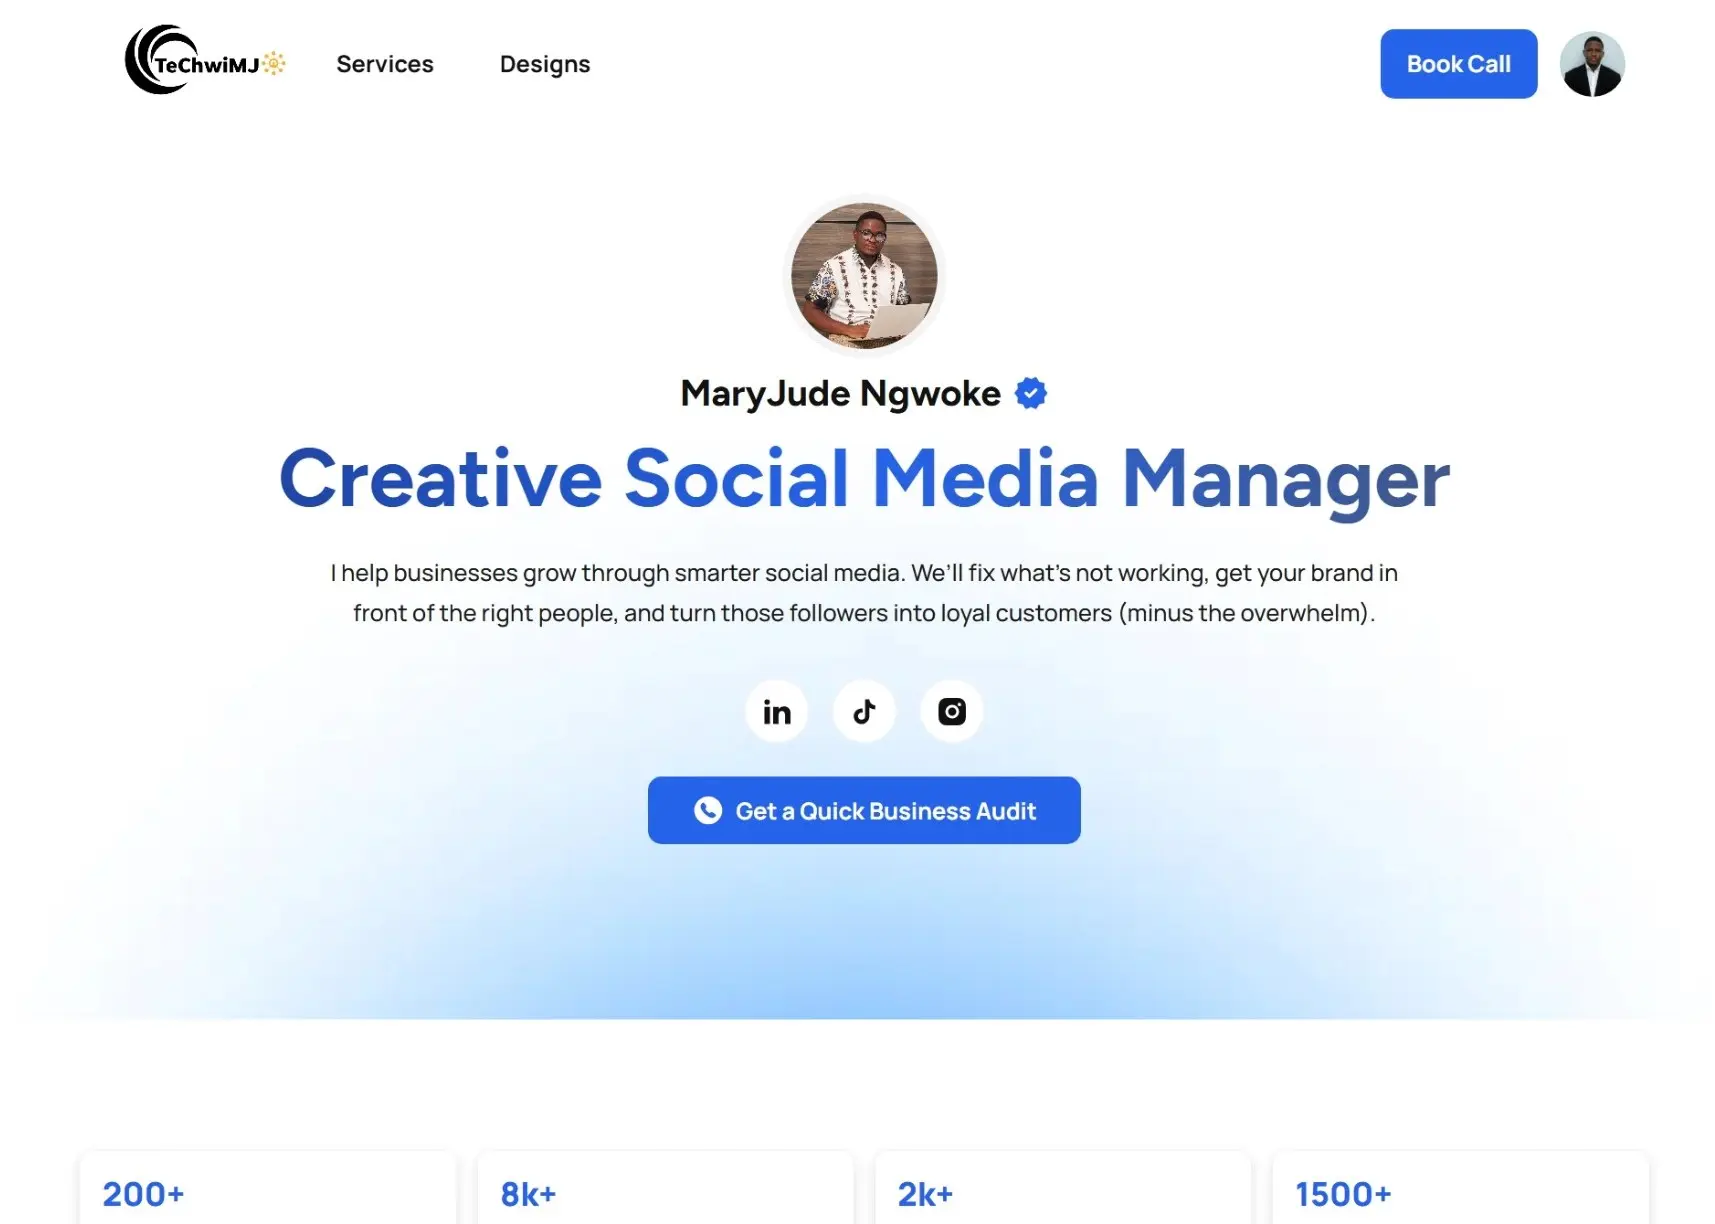 TeChwiMJ
Services
Designs
Book Call
MaryJude Ngwoke
Creative Social Media Manager
I help businesses grow through smarter social media. We’ll fix what’s not working, get your brand in
front of the right people, and turn those followers into loyal customers (minus the overwhelm).
in
Get a Quick Business Audit
200+
8k+
2k+
1500+